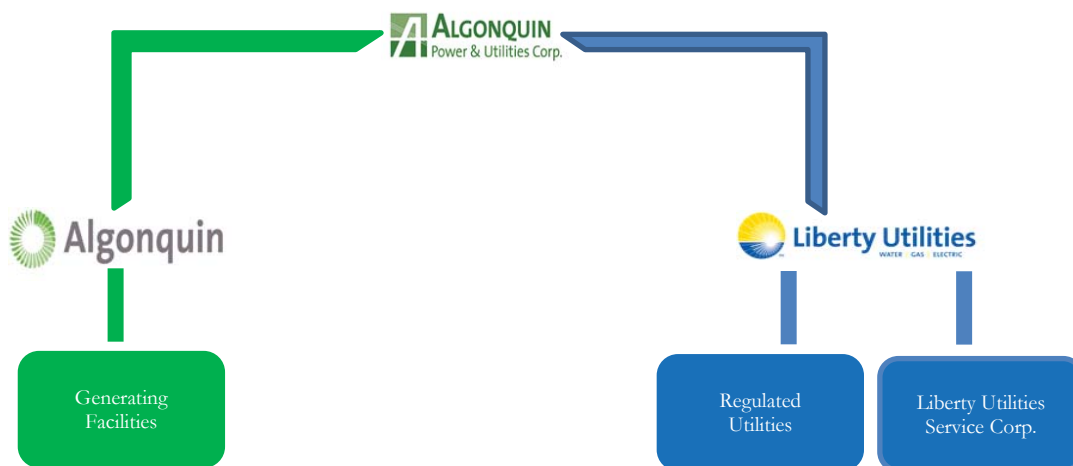 ALGONQUIN
Power & Utilities Corp.
Algonquin
Liberty Utilities
WATER | GAS | ELECTRIC
Generating
Facilities
Regulated
Utilities
Liberty Utilities
Service Corp.